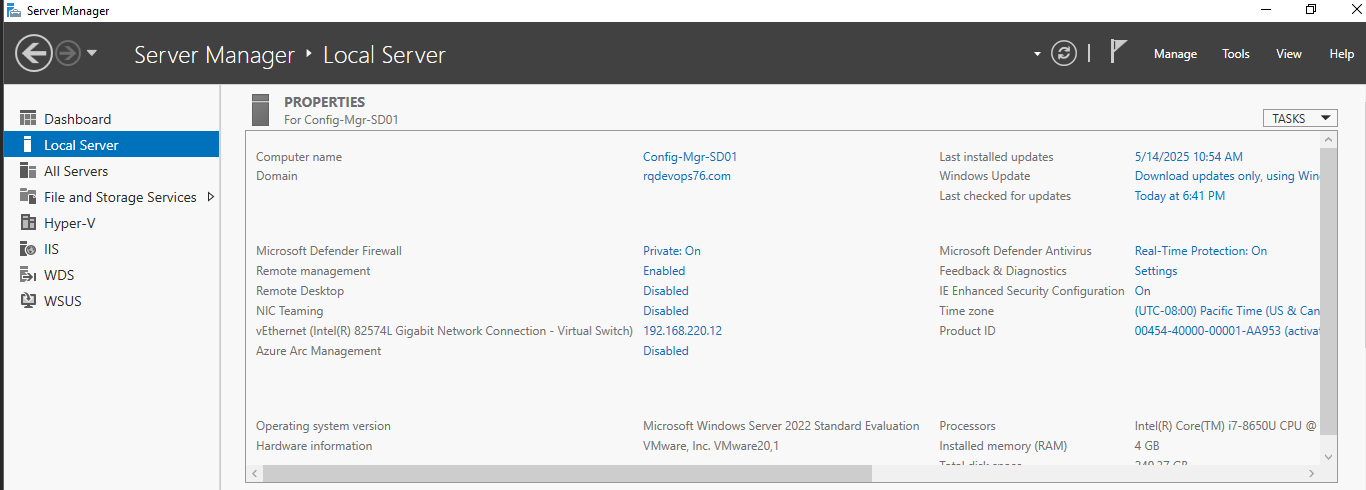 Server Manager
Server Manager ‣ Local Server
Manage Tools View Help
Dashboard
Local Server
All Servers
File and Storage Services
Hyper-V
IIS
WDS
WSUS
PROPERTIES
For Config-Mgr-SD01
TASKS
Computer name Config-Mgr-SD01 Last installed updates 5/14/2025 10:54 AM
Domain rqdevops76.com Windows Update Download updates only, using Win
Last checked for updates Today at 6:41 PM
Microsoft Defender Firewall Private: On Microsoft Defender Antivirus Real-Time Protection: On
Remote management Enabled Feedback & Diagnostics Settings
Remote Desktop Disabled IE Enhanced Security Configuration On
NIC Teaming Disabled Time zone (UTC-08:00) Pacific Time (US & Can
vEthernet (Intel(R) 82574L Gigabit Network Connection - Virtual Switch) 192.168.220.12 Product ID 00454-40000-00001-AA953 (activat
Azure Arc Management Disabled
Operating system version Microsoft Windows Server 2022 Standard Evaluation Processors Intel(R) Core(TM) i7-8650U CPU @
Hardware information VMware, Inc. VMware20,1 Installed memory (RAM) 4 GB
Total disk space 249.27 GB